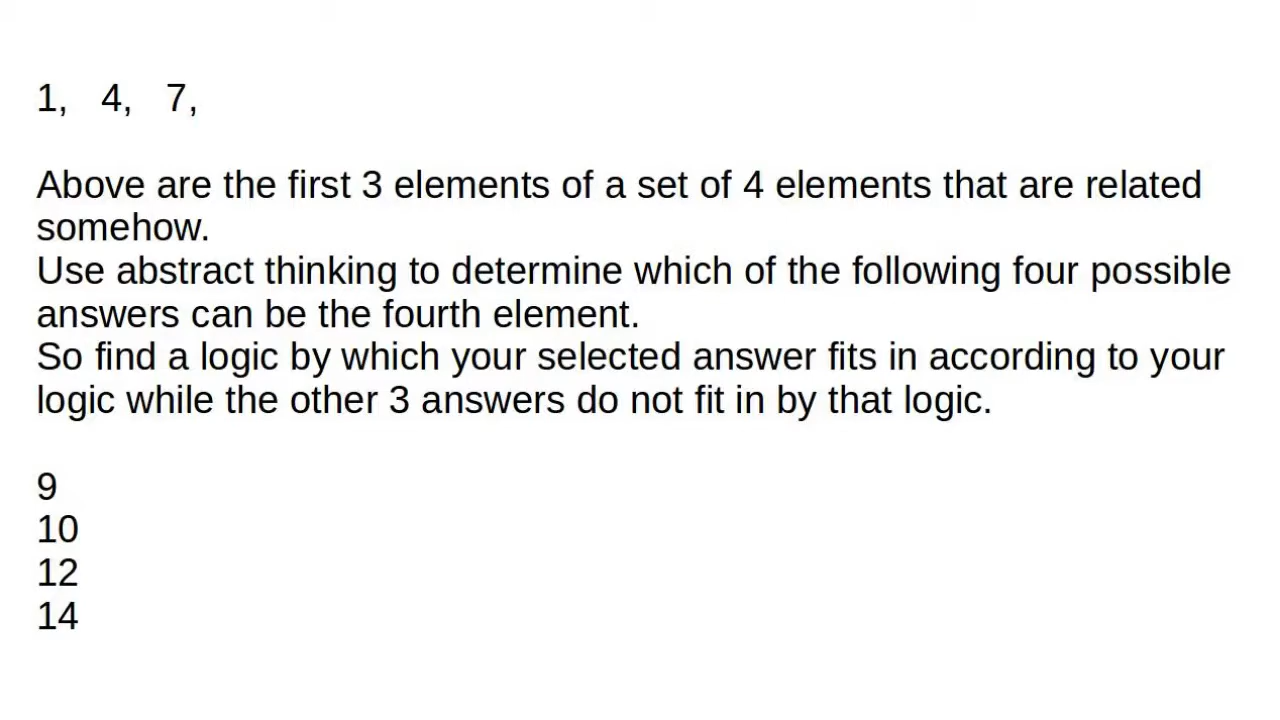 1, 4, 7,
Above are the first 3 elements of a set of 4 elements that are related
somehow.
Use abstract thinking to determine which of the following four possible
answers can be the fourth element.
So find a logic by which your selected answer fits in according to your
logic while the other 3 answers do not fit in by that logic.
9
10
12
14